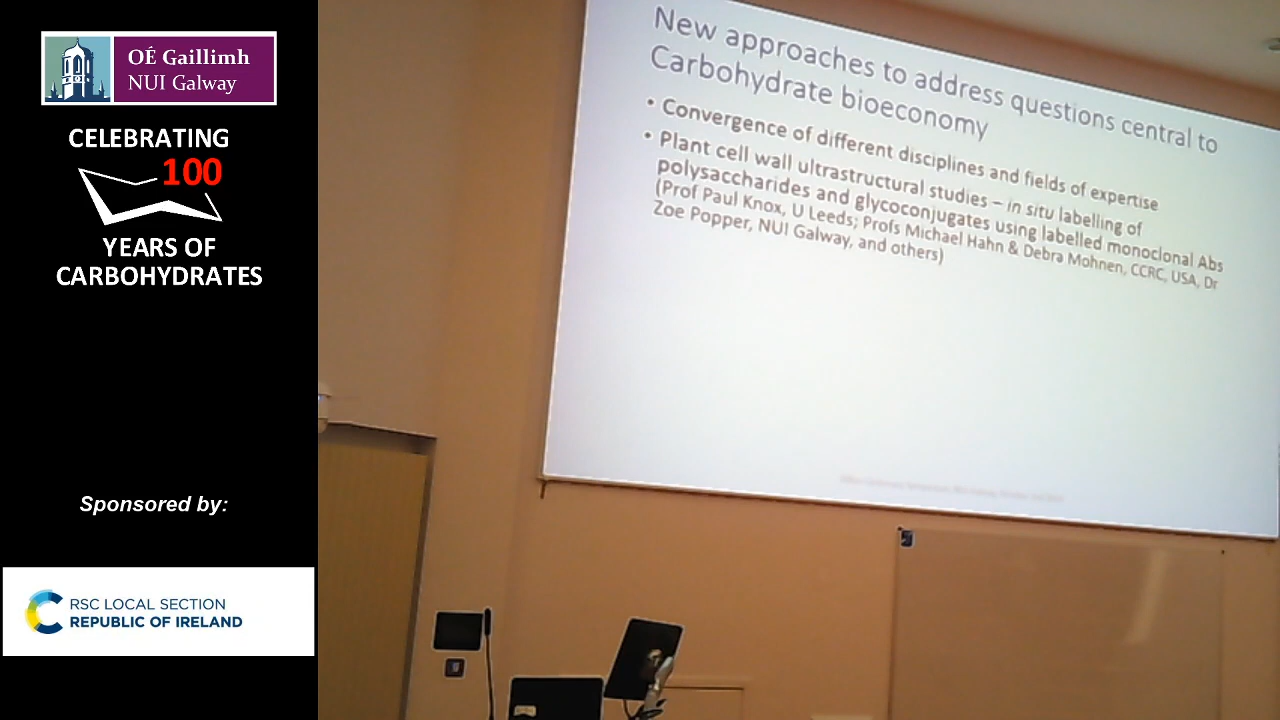 OÉ Gaillimh
NUI Galway
CELEBRATING
100
YEARS OF
CARBOHYDRATES
Sponsored by:
RSC LOCAL SECTION
REPUBLIC OF IRELAND
New approaches to address questions central to
Carbohydrate bioeconomy
• Convergence of different disciplines and fields of expertise
• Plant cell wall ultrastructural studies – in situ labelling of
polysaccharides and glycoconjugates using labelled monoclonal Abs
(Prof Paul Knox, U Leeds; Profs Michael Hahn & Debra Mohnen, CCRC, USA, Dr
Zoe Popper, NUI Galway, and others)